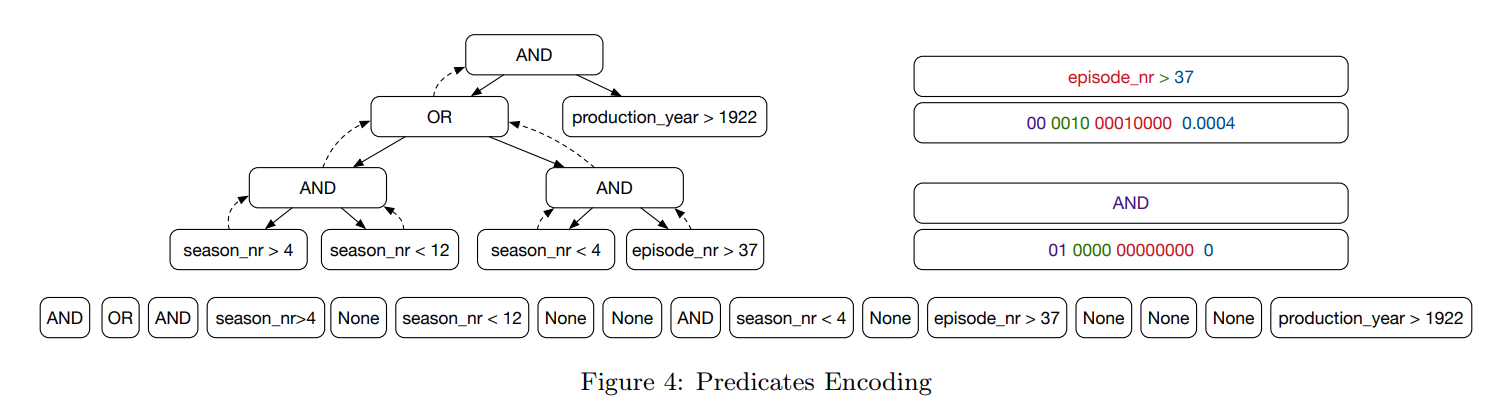 AND
OR
production_year > 1922
AND
AND
season_nr > 4
season_nr < 12
season_nr < 4
episode_nr > 37
episode_nr > 37
00 0010 00010000 0.0004
AND
01 0000 00000000 0
AND OR AND season_nr>4 None season_nr < 12 None None AND season_nr < 4 None episode_nr > 37 None None None production_year > 1922
Figure 4: Predicates Encoding